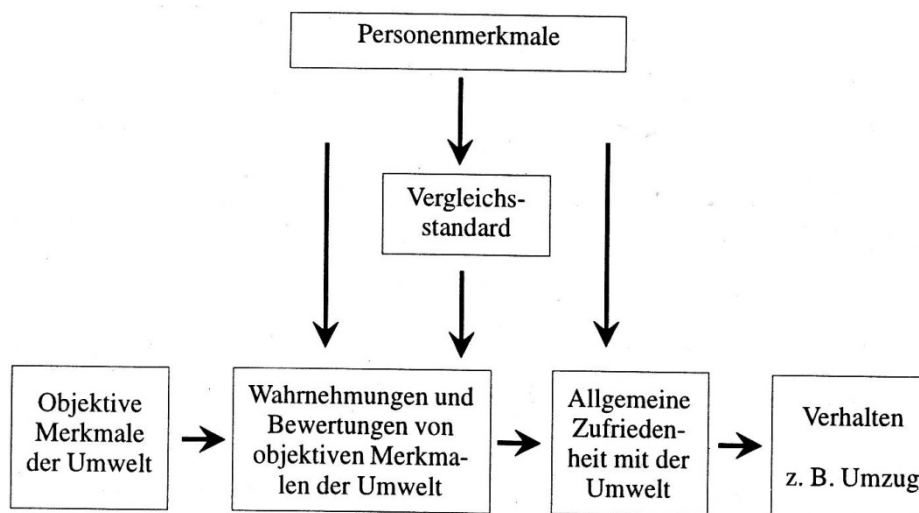 Personenmerkmale
Vergleichs-
standard
Objektive
Merkmale
der Umwelt
Wahrnehmungen und
Bewertungen von
objektiven Merkma-
len der Umwelt
Allgemeine
Zufrieden-
heit mit der
Umwelt
Verhalten
z. B. Umzug